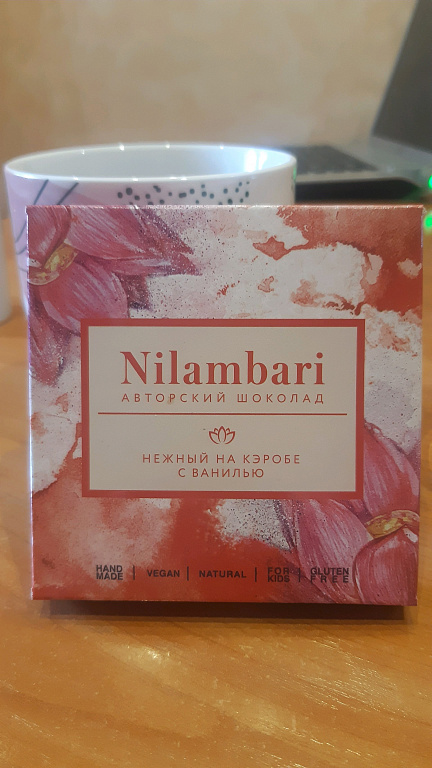 Nilambari
АВТОРСКИЙ ШОКОЛАД
НЕЖНЫЙ НА КЭРОБЕ
С ВАНИЛЬЮ
HAND MADE | VEGAN | NATURAL | FOR KIDS | GLUTEN FREE